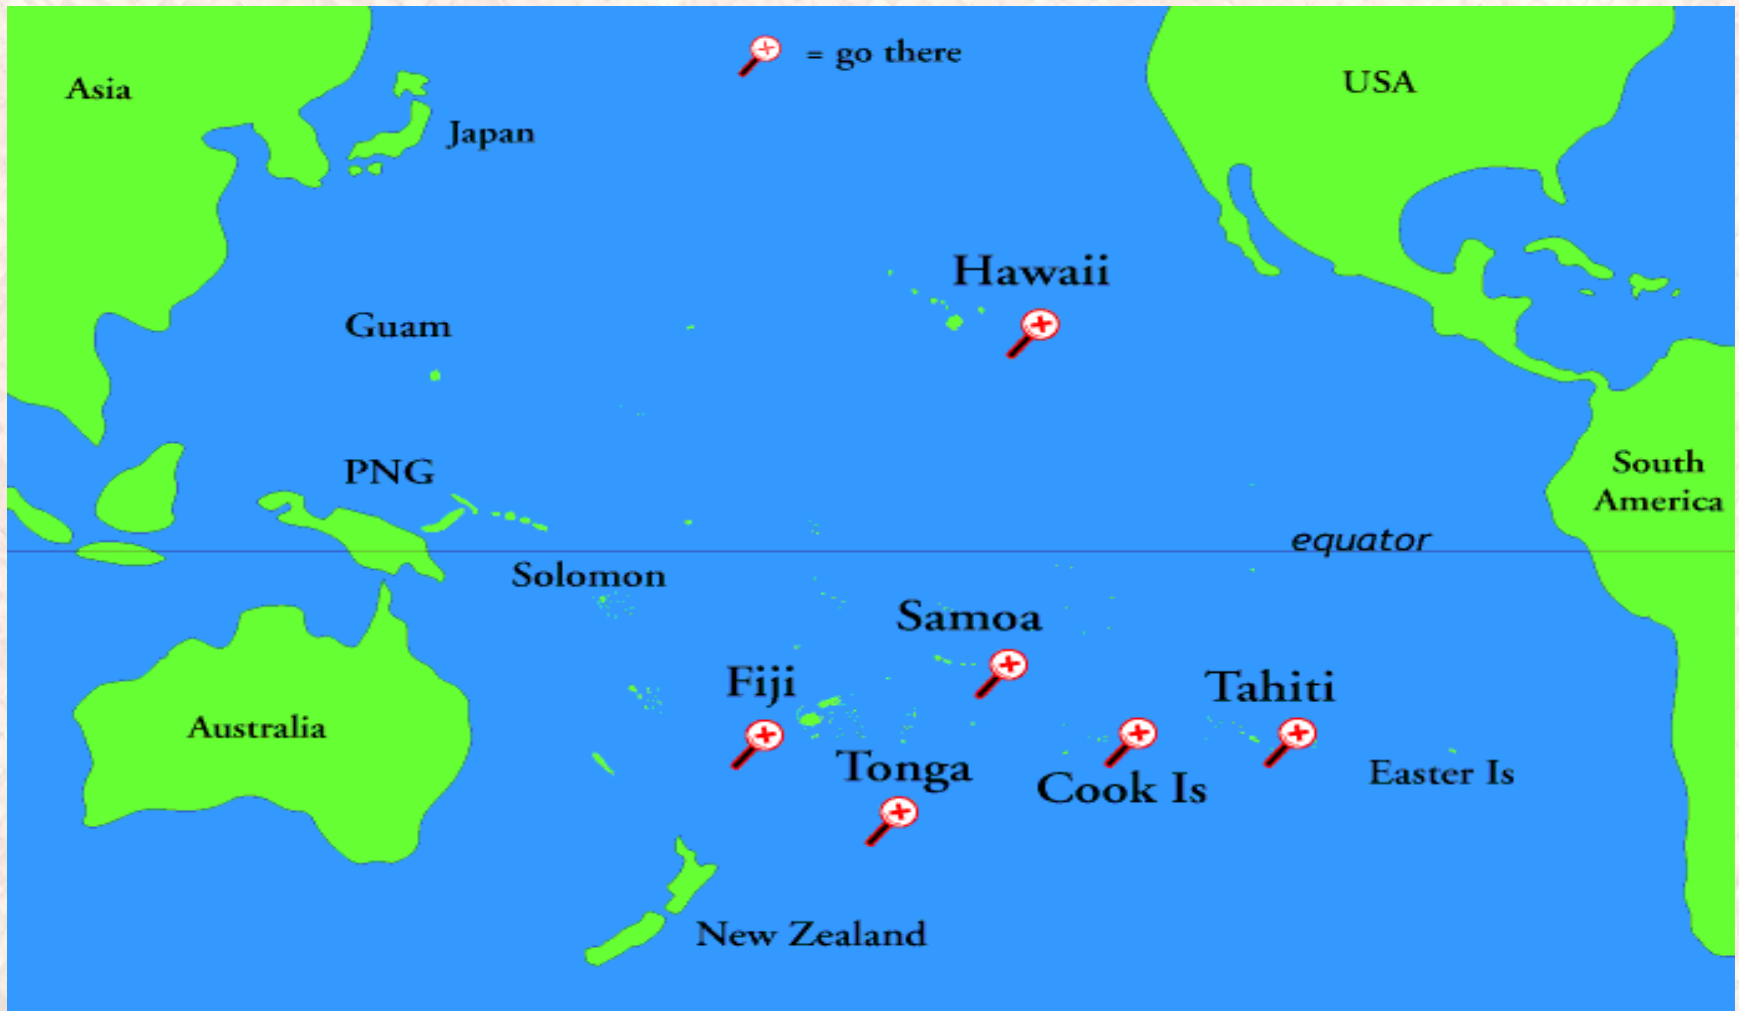 = go there
Asia
USA
Japan
Hawaii
Guam
PNG
South
America
equator
Solomon
Samoa
Fiji
Tahiti
Australia
Tonga
Cook Is
Easter Is
New Zealand